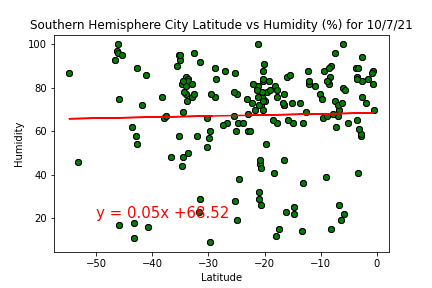 Southern Hemisphere City Latitude vs Humidity (%) for 10/7/21
100
80
60
40
20
Humidity
y = 0.05x +68.52
−50
−40
−30
−20
−10
0
Latitude